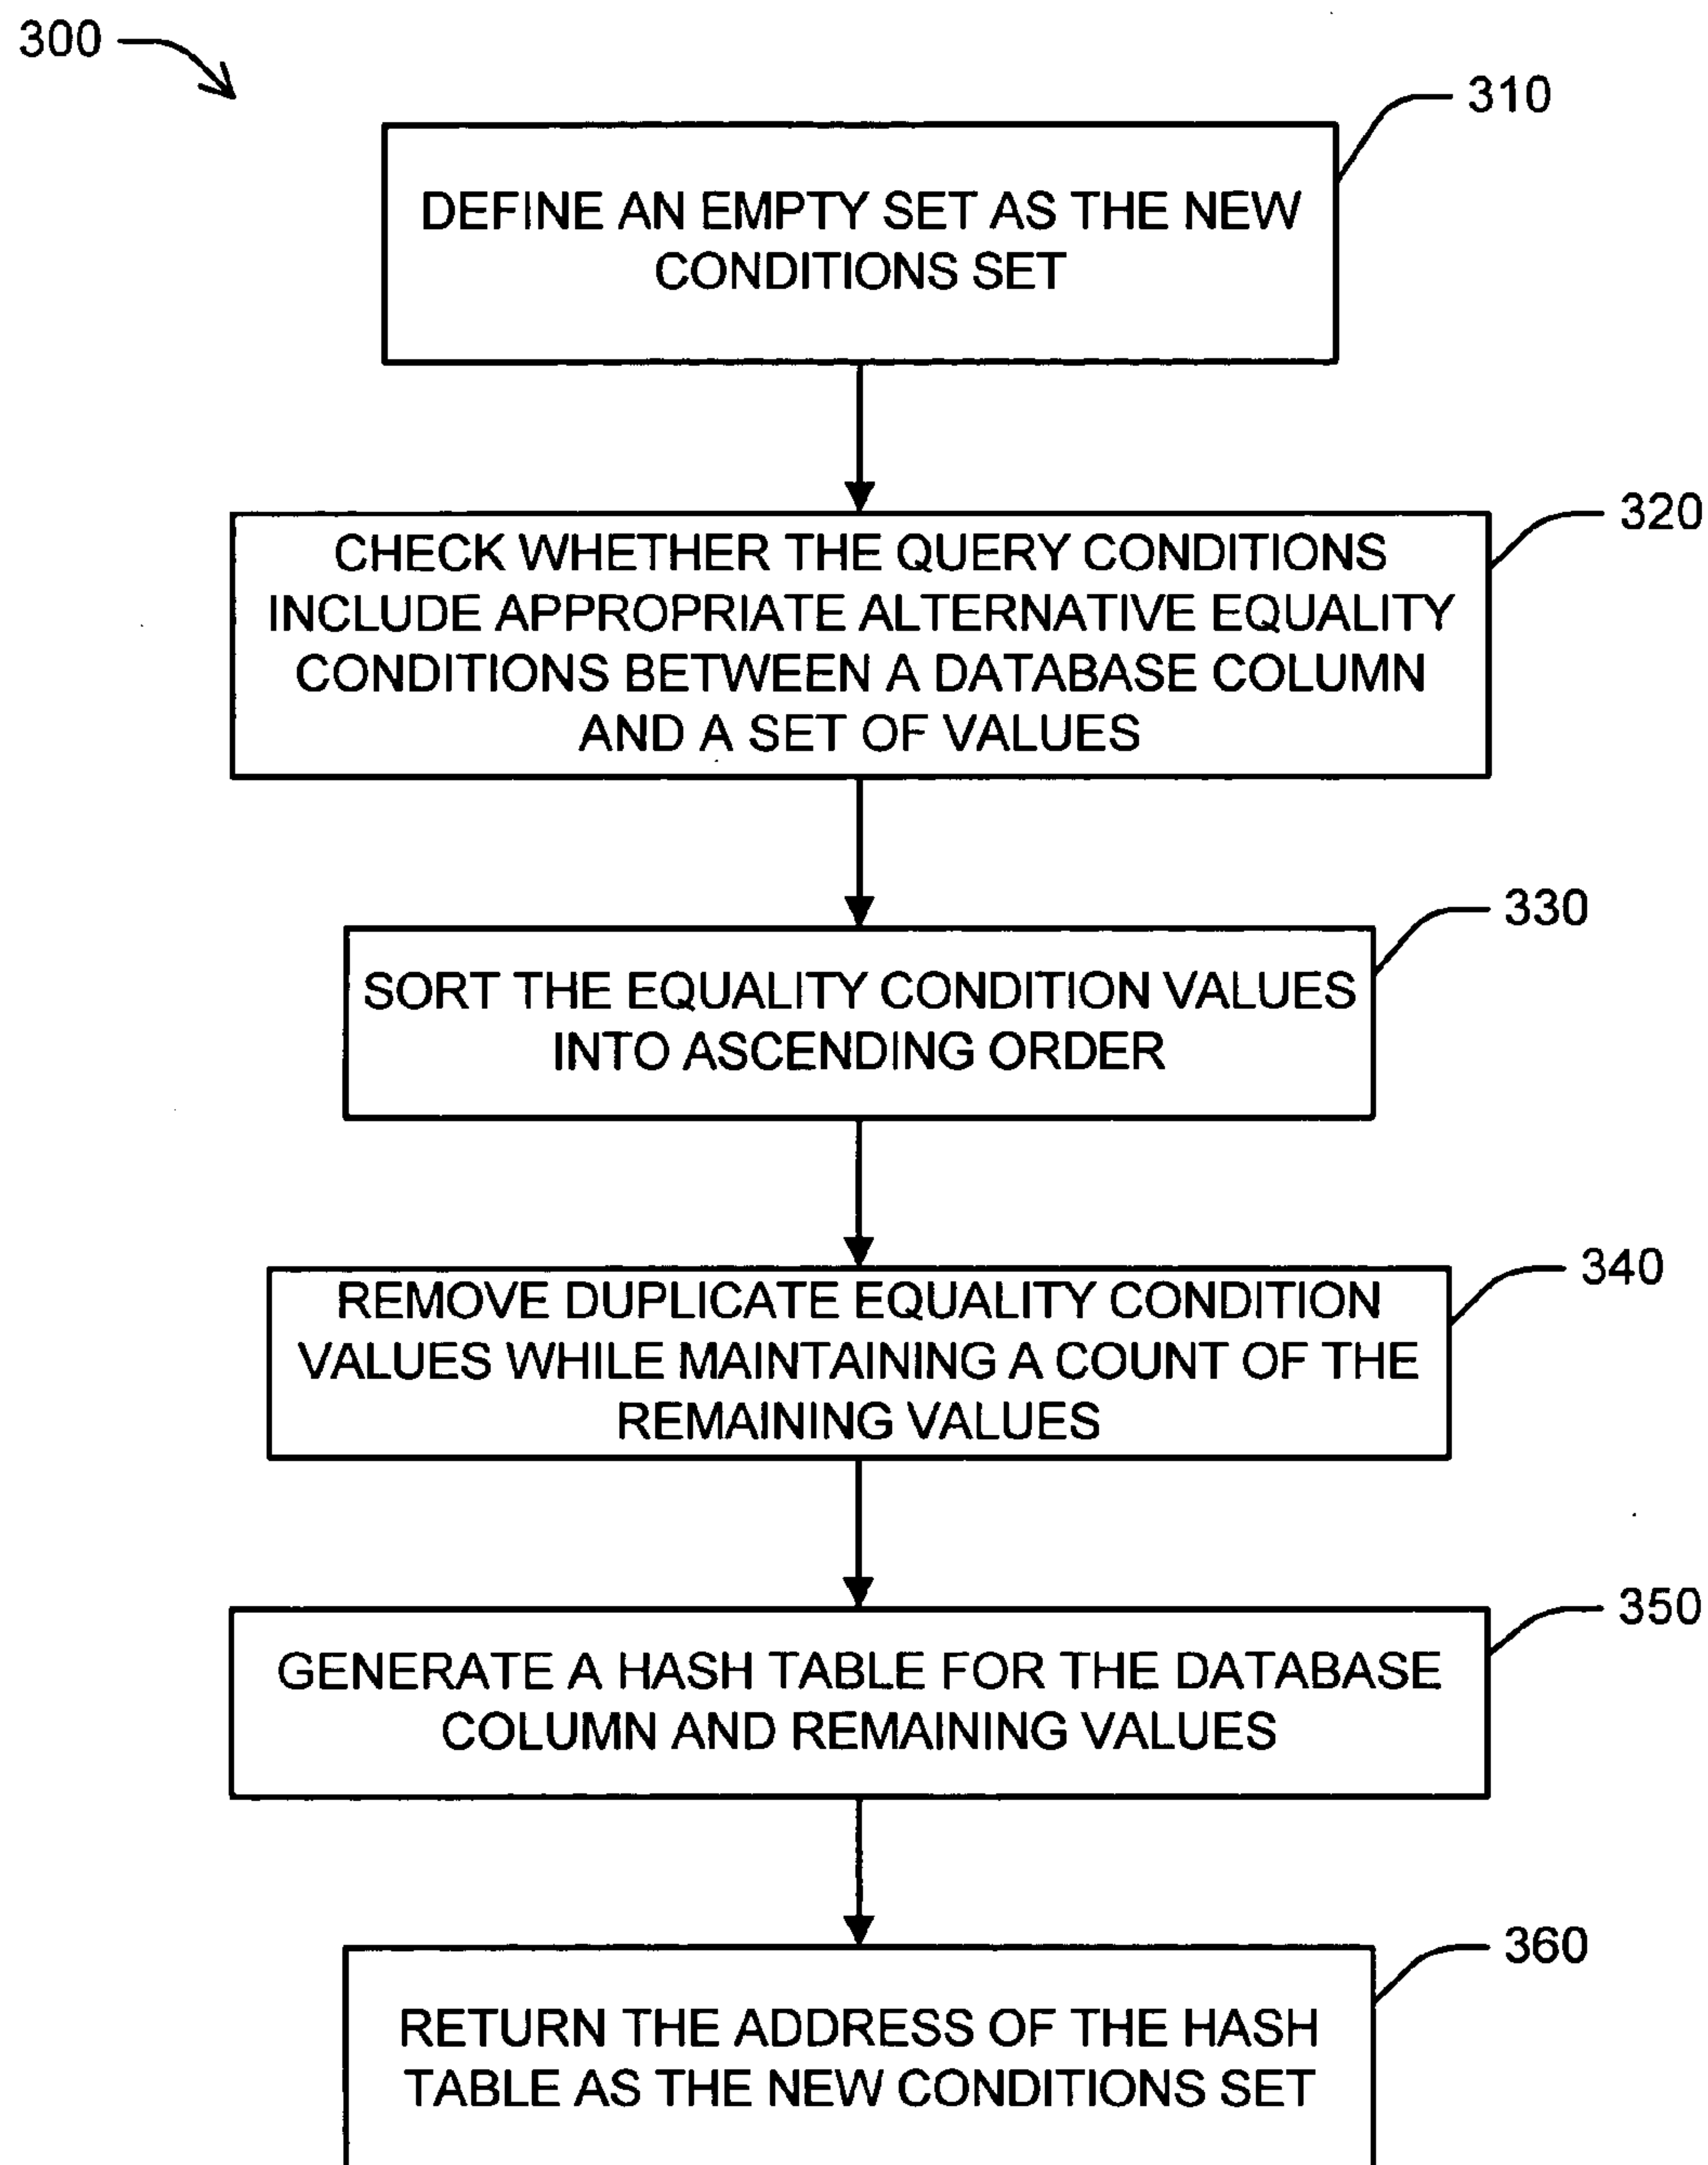 300
310
DEFINE AN EMPTY SET AS THE NEW
CONDITIONS SET
320
CHECK WHETHER THE QUERY CONDITIONS
INCLUDE APPROPRIATE ALTERNATIVE EQUALITY
CONDITIONS BETWEEN A DATABASE COLUMN
AND A SET OF VALUES
330
SORT THE EQUALITY CONDITION VALUES
INTO ASCENDING ORDER
340
REMOVE DUPLICATE EQUALITY CONDITION
VALUES WHILE MAINTAINING A COUNT OF THE
REMAINING VALUES
350
GENERATE A HASH TABLE FOR THE DATABASE
COLUMN AND REMAINING VALUES
360
RETURN THE ADDRESS OF THE HASH
TABLE AS THE NEW CONDITIONS SET